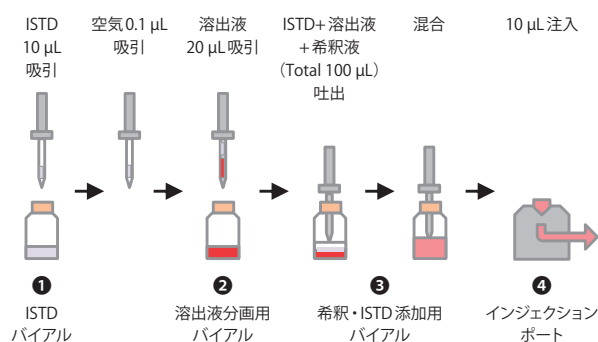 ISTD
10 µL
吸引
空気 0.1 µL
吸引
溶出液
20 µL 吸引
ISTD+ 溶出液
+希釈液
（Total 100 µL）
吐出
混合
10 µL 注入
❶
ISTD
バイアル
❷
溶出液分画用
バイアル
❸
希釈・ISTD 添加用
バイアル
❹
インジェクション
ポート